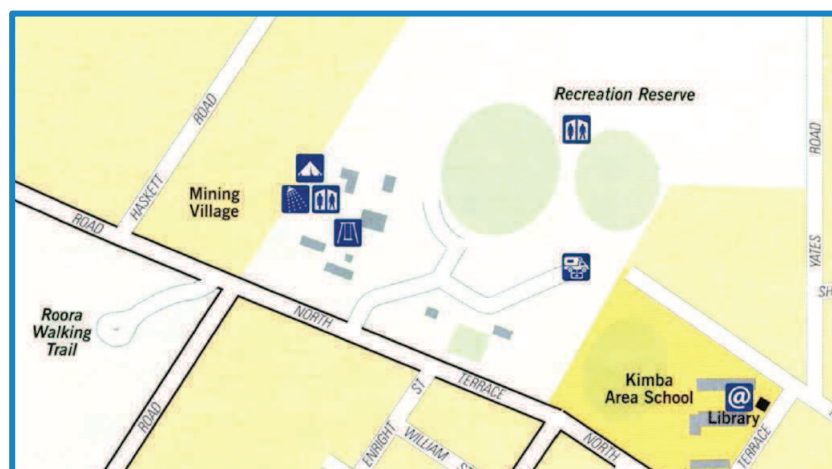 Recreation Reserve
ROAD
ROAD
HASKETT
Mining
Village
ROAD
YATES
SH
Roora
Walking
Trail
NORTH
TERRACE
Kimba
Area School
@
Library
ROAD
ST
ENRIGHT
WILLIAM
ST
NORTH
TERRACE